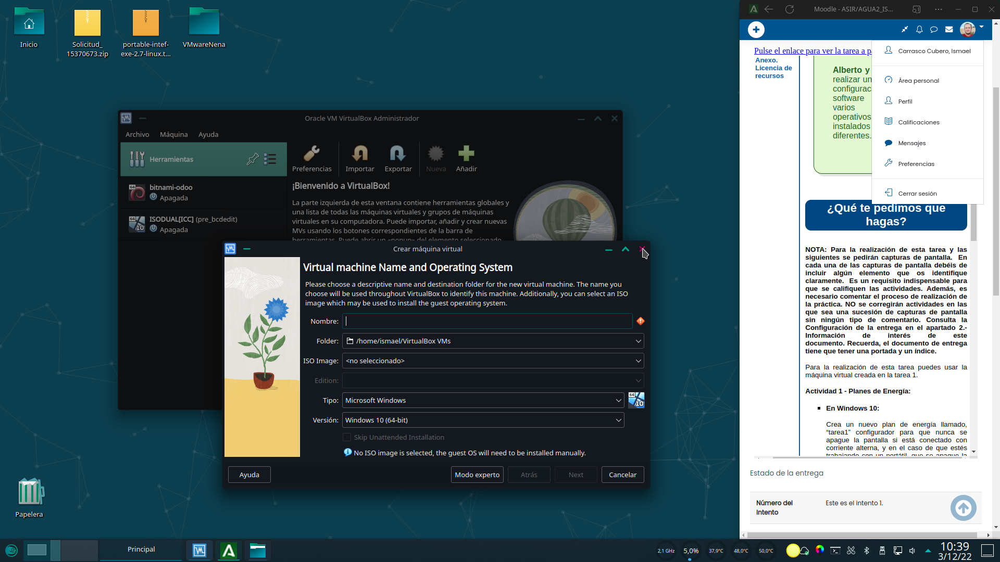 Inicio
Solicitud_
15370673.zip
portable-intef-
exe-2.7-linux.t...
VMwareNena
Oracle VM VirtualBox Administrador
Archivo
Máquina
Ayuda
Herramientas
Preferencias
Importar
Exportar
Nueva
Añadir
64
bitnami-odoo
Apagada
64
10
ISODUAL[ICC] (pre_bcdedit)
Apagada
¡Bienvenido a VirtualBox!
La parte izquierda de esta ventana contiene herramientas globales y
una lista de todas las máquinas virtuales y grupos de máquinas
virtuales en su computadora. Puede importar, añadir y crear nuevas
MVs usando los botones correspondientes de la barra de
herramientas. Puede abrir un «popup» del elemento seleccionado
Crear máquina virtual
Virtual machine Name and Operating System
Please choose a descriptive name and destination folder for the new virtual machine. The name you
choose will be used throughout VirtualBox to identify this machine. Additionally, you can select an ISO
image which may be used to install the guest operating system.
Nombre:
Folder: /home/ismael/VirtualBox VMs
ISO Image: <no seleccionado>
Edition:
Tipo: Microsoft Windows
64
10
Versión: Windows 10 (64-bit)
Skip Unattended Installation
No ISO image is selected, the guest OS will need to be installed manually.
Ayuda
Modo experto
Atrás
Next
Cancelar
Papelera
Moodle - ASIR/AGUA2_IS...
Pulse el enlace para ver la tarea a p
Anexo.
Licencia de
recursos
Alberto y
realizar un
configurac
software
varios
operativos
instalados
diferentes.
Carrasco Cubero, Ismael
Área personal
Perfil
Calificaciones
Mensajes
Preferencias
Cerrar sesión
¿Qué te pedimos que
hagas?
NOTA: Para la realización de esta tarea y las
siguientes se pedirán capturas de pantalla. En
cada una de las capturas de pantalla debéis de
incluir algún elemento que os identifique
claramente. Es un requisito indispensable para
que se califiquen las actividades. Además, es
necesario comentar el proceso de realización de
la práctica. NO se corregirán actividades en las
que sea una sucesión de capturas de pantalla
sin ningún tipo de comentario. Consulta la
Configuración de la entrega en el apartado 2.-
Información de interés de este
documento. Recuerda, el documento de entrega
tiene que tener una portada y un índice.
Para la realización de esta tarea puedes usar la
máquina virtual creada en la tarea 1.
Actividad 1 - Planes de Energía:
En Windows 10:
Crea un nuevo plan de energía llamado,
“tarea1” configurador para que nunca se
apague la pantalla si está conectado con
corriente alterna, y en el caso de que estés
trabajando con un portátil, que se apague la
Estado de la entrega
Número del
Intento
Este es el intento 1.
Principal
2,1 GHz
5,0%
37,9°C
48,0°C
50,0°C
10:39
3/12/22